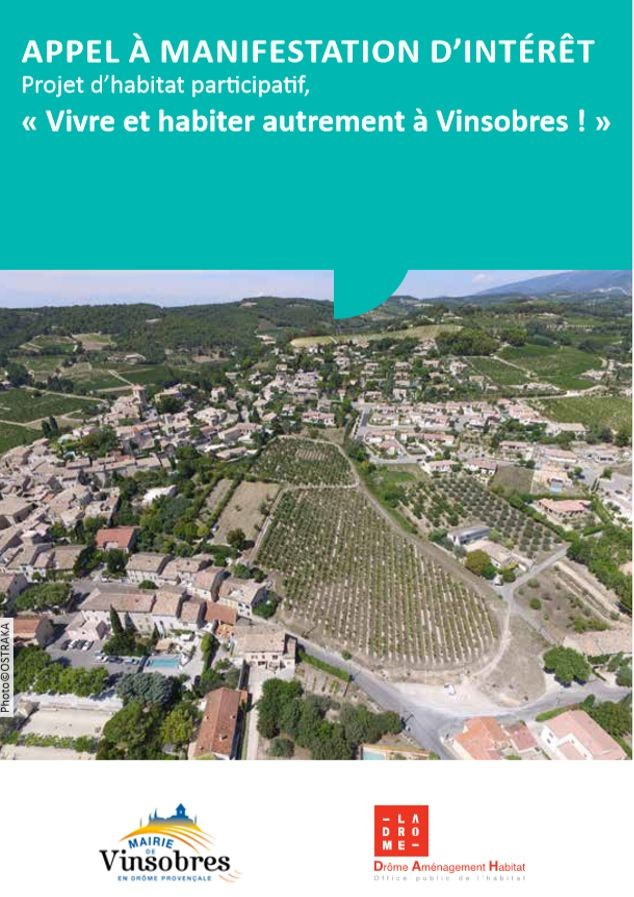 APPEL À MANIFESTATION D’INTÉRÊT
Projet d’habitat participatif,
« Vivre et habiter autrement à Vinsobres ! »
Photo©OSTRAKA
MAIRIE
DE
Vinsobres
EN DRÔME PROVENÇALE
LA
DRO
ME
Drôme Aménagement Habitat
Office public de l’habitat